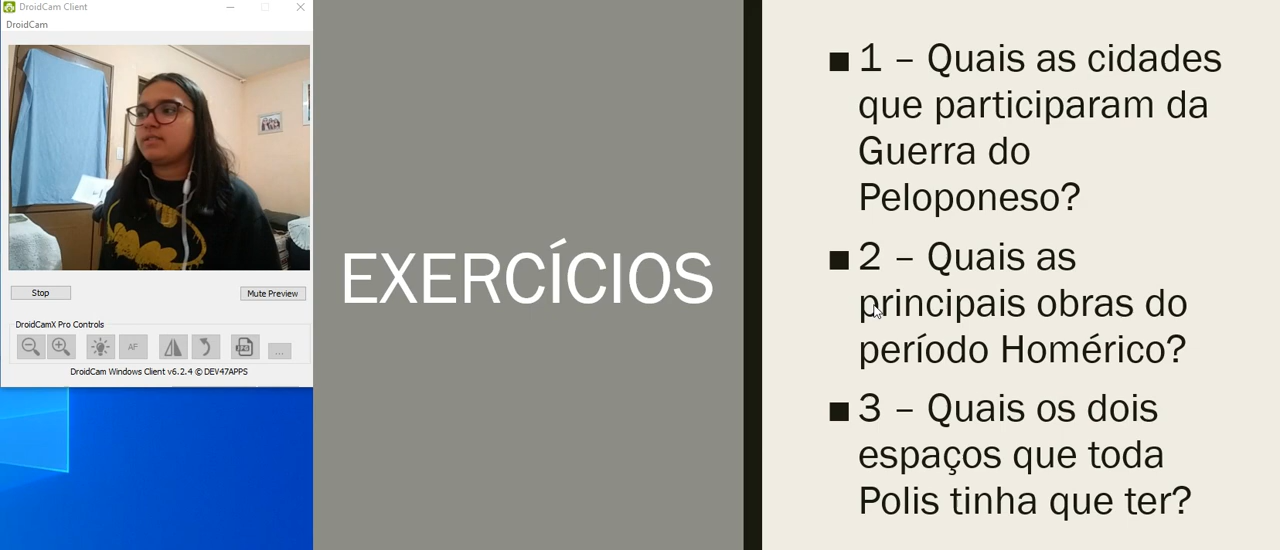 DroidCam Client
DroidCam
Stop
Mute Preview
DroidCamX Pro Controls
AF
...
DroidCam Windows Client v6.2.4 © DEV47APPS
EXERCÍCIOS
■ 1 – Quais as cidades
que participaram da
Guerra do
Peloponeso?
■ 2 – Quais as
principais obras do
período Homérico?
■ 3 – Quais os dois
espaços que toda
Polis tinha que ter?